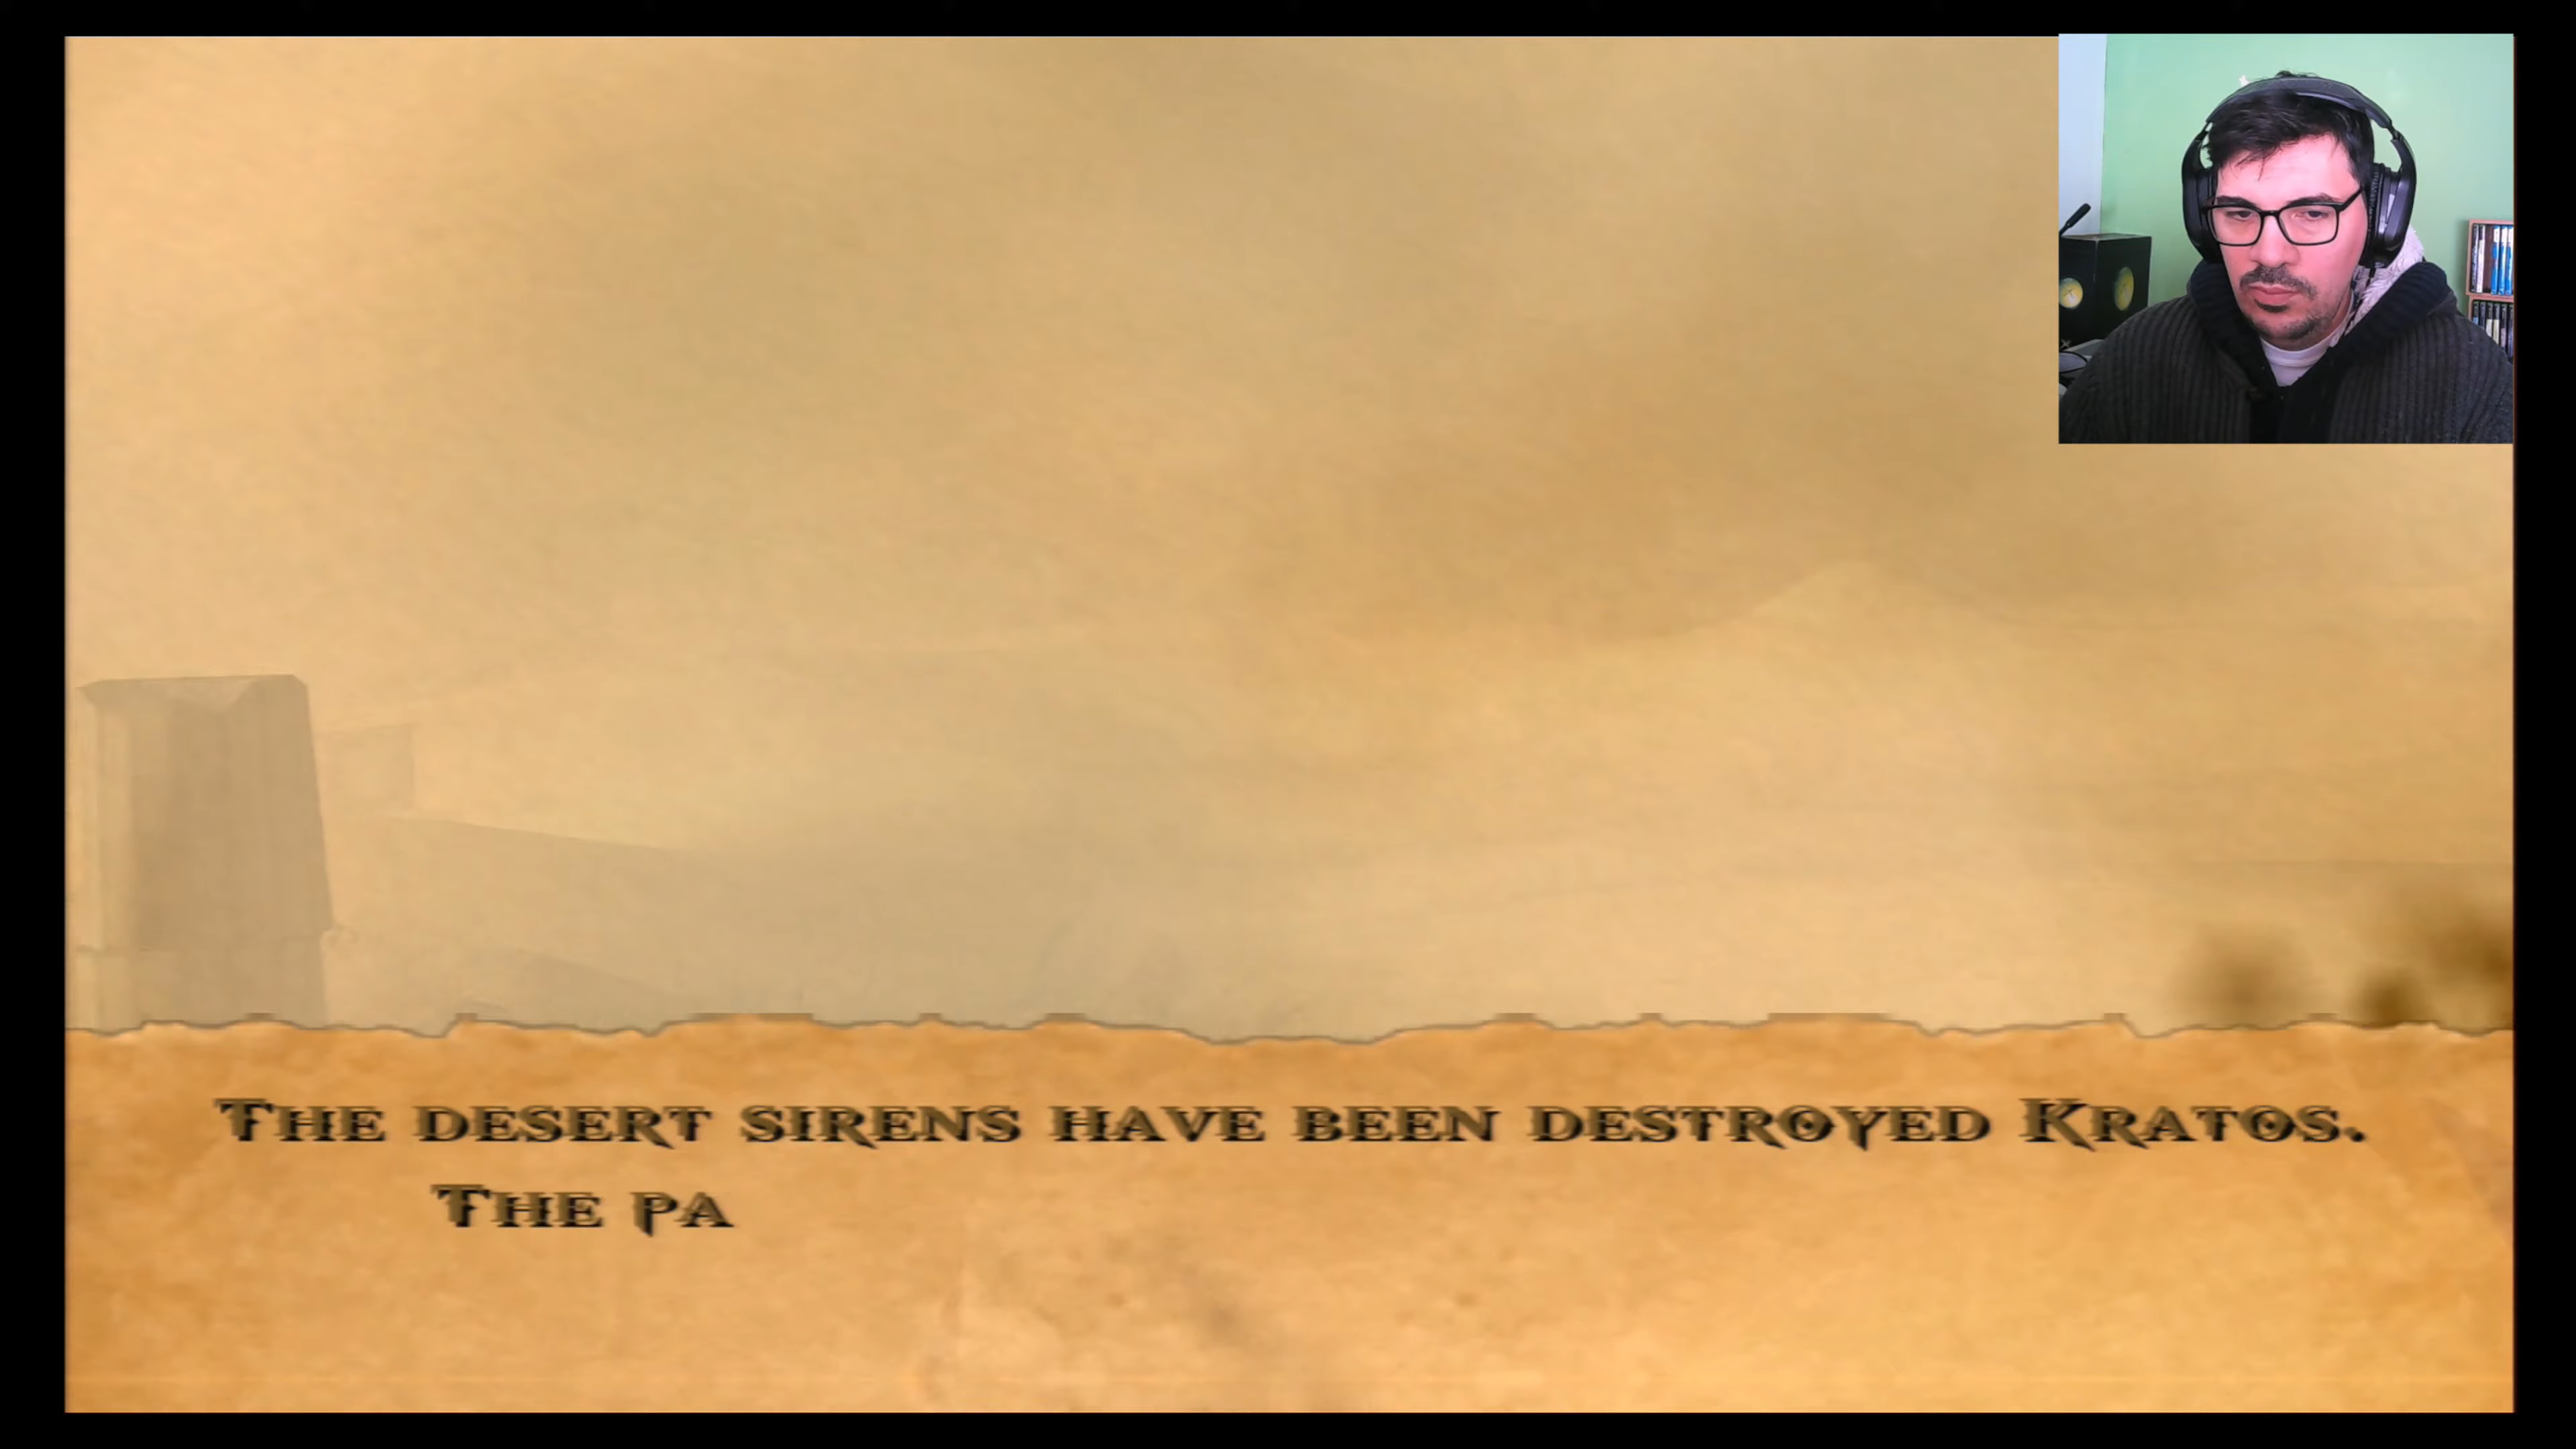 The desert sirens have been destroyed Kratos.
The pa